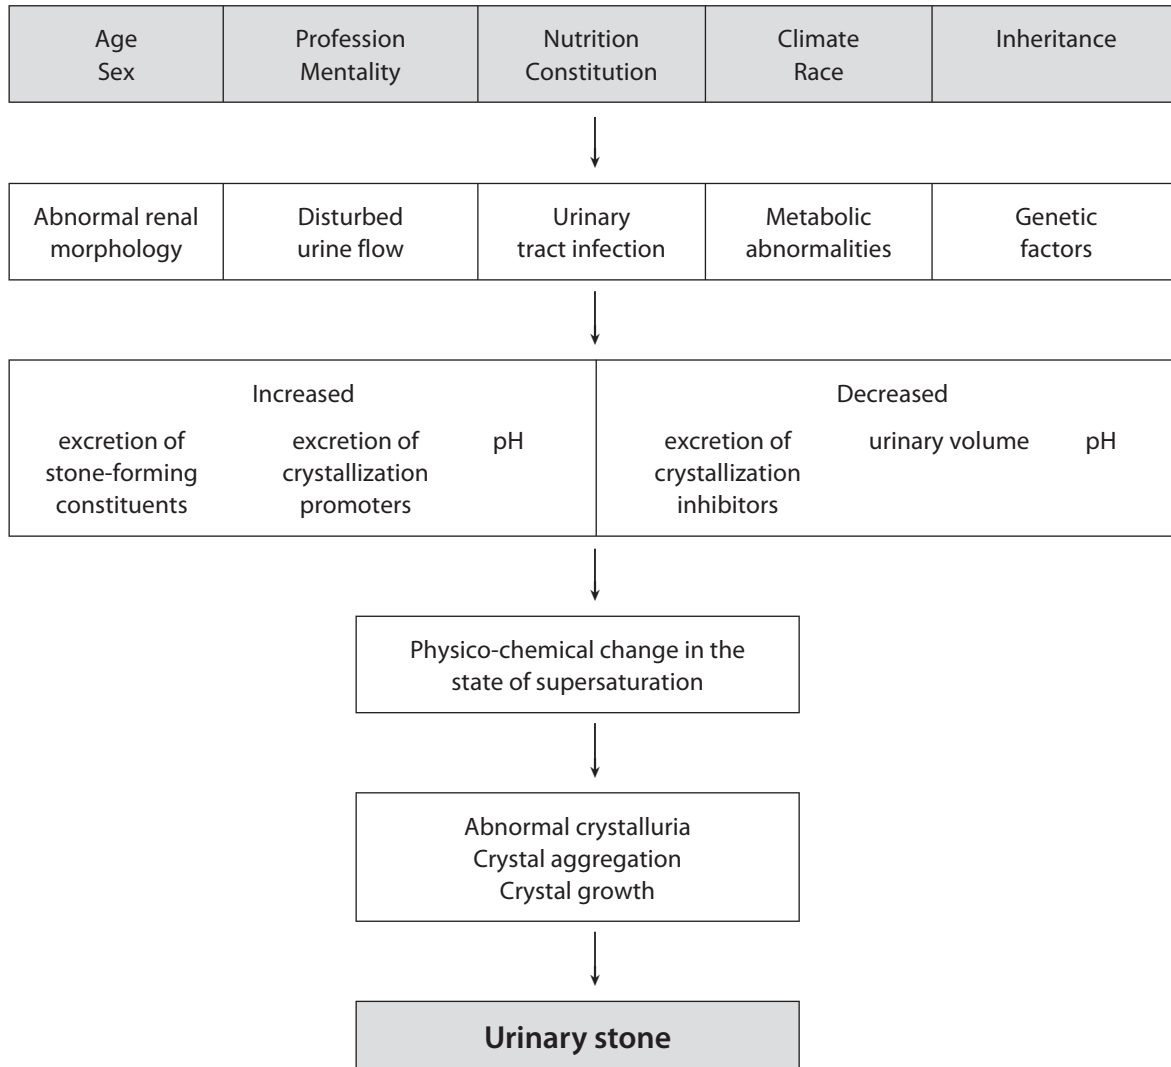 Age
Sex
Profession
Mentality
Nutrition
Constitution
Climate
Race
Inheritance
Abnormal renal
morphology
Disturbed
urine flow
Urinary
tract infection
Metabolic
abnormalities
Genetic
factors
Increased
excretion of
stone-forming
constituents
excretion of
crystallization
promoters
pH
Decreased
excretion of
crystallization
inhibitors
urinary volume
pH
Physico-chemical change in the
state of supersaturation
Abnormal crystalluria
Crystal aggregation
Crystal growth
Urinary stone